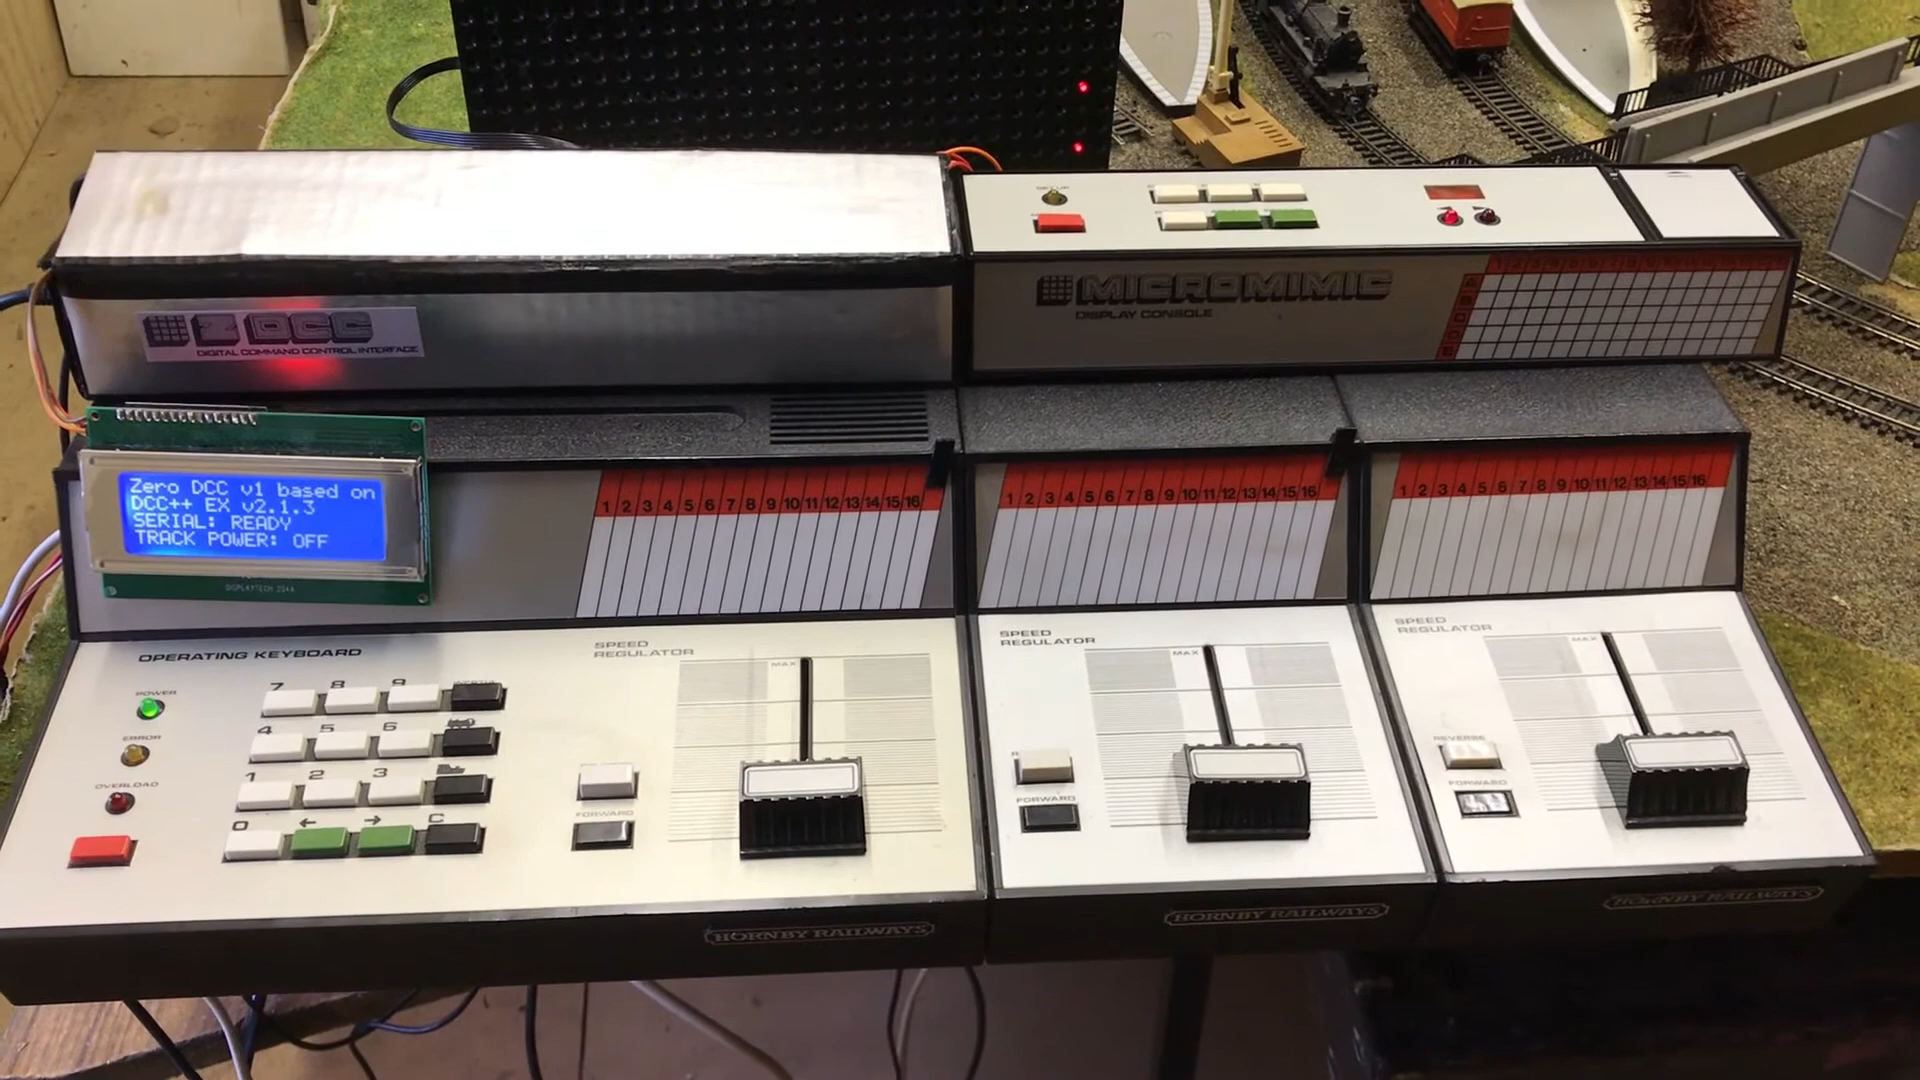 MICROMIMIC
DISPLAY CONSOLE
Z DCC
DIGITAL COMMAND CONTROL INTERFACE
Zero DCC v1 based on
DCC++ EX v2.1.3
SERIAL: READY
TRACK POWER: OFF
DISPLAYTECH 204A
1 2 3 4 5 6 7 8 9 10 11 12 13 14 15 16
1 2 3 4 5 6 7 8 9 10 11 12 13 14 15 16
1 2 3 4 5 6 7 8 9 10 11 12 13 14 15 16
OPERATING KEYBOARD
POWER
ERROR
OVERLOAD
7 8 9 INERTIA
4 5 6
1 2 3
0 ← → C
SPEED
REGULATOR
MAX
FORWARD
SPEED
REGULATOR
MAX
FORWARD
SPEED
REGULATOR
MAX
REVERSE
FORWARD
HORNBY RAILWAYS
HORNBY RAILWAYS
HORNBY RAILWAYS